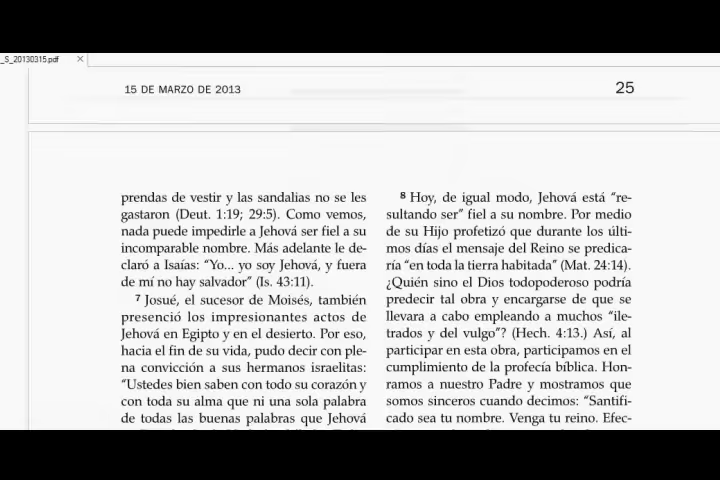 _S_20130315.pdf
15 DE MARZO DE 2013
25
prendas de vestir y las sandalias no se les
gastaron (Deut. 1:19; 29:5). Como vemos,
nada puede impedirle a Jehová ser fiel a su
incomparable nombre. Más adelante le de-
claró a Isaías: “Yo... yo soy Jehová, y fuera
de mí no hay salvador” (Is. 43:11).
7 Josué, el sucesor de Moisés, también
presenció los impresionantes actos de
Jehová en Egipto y en el desierto. Por eso,
hacia el fin de su vida, pudo decir con ple-
na convicción a sus hermanos israelitas:
“Ustedes bien saben con todo su corazón y
con toda su alma que ni una sola palabra
de todas las buenas palabras que Jehová
8 Hoy, de igual modo, Jehová está “re-
sultando ser” fiel a su nombre. Por medio
de su Hijo profetizó que durante los últi-
mos días el mensaje del Reino se predica-
ría “en toda la tierra habitada” (Mat. 24:14).
¿Quién sino el Dios todopoderoso podría
predecir tal obra y encargarse de que se
llevara a cabo empleando a muchos “ile-
trados y del vulgo”? (Hech. 4:13.) Así, al
participar en esta obra, participamos en el
cumplimiento de la profecía bíblica. Hon-
ramos a nuestro Padre y mostramos que
somos sinceros cuando decimos: “Santifi-
cado sea tu nombre. Venga tu reino. Efec-